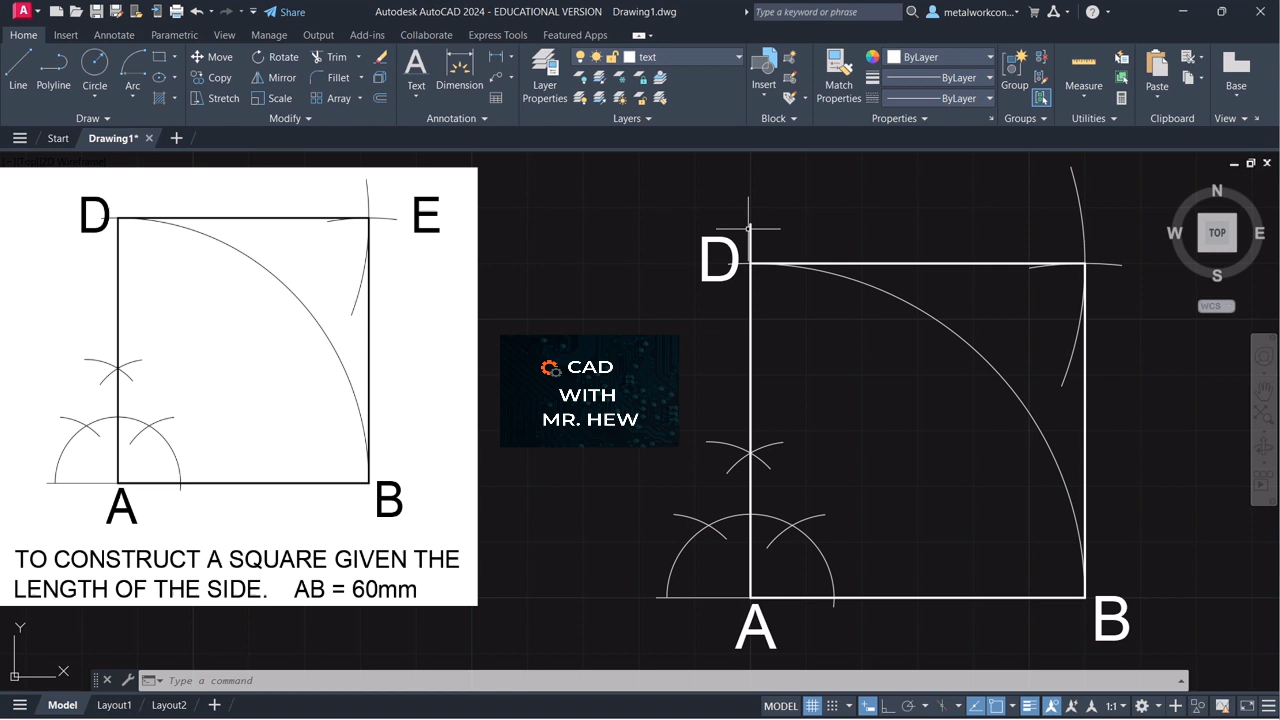 Share
Autodesk AutoCAD 2024 - EDUCATIONAL VERSION Drawing1.dwg
Type a keyword or phrase
metalworkcon...
Home Insert Annotate Parametric View Manage Output Add-ins Collaborate Express Tools Featured Apps
Line Polyline Circle Arc
Move Rotate Trim
Copy Mirror Fillet
Stretch Scale Array
Text Dimension
Layer Properties
text
Insert
Match Properties
ByLayer
ByLayer
ByLayer
Group
Measure
Paste
Base
Draw Modify Annotation Layers Block Properties Groups Utilities Clipboard View
Start Drawing1*
[−][Top][2D Wireframe]
D E
A B
TO CONSTRUCT A SQUARE GIVEN THE
LENGTH OF THE SIDE. AB = 60mm
CAD
WITH
MR. HEW
D
A B
N
W TOP E
S
WCS
Y
X
Type a command
Model Layout1 Layout2
MODEL
1:1